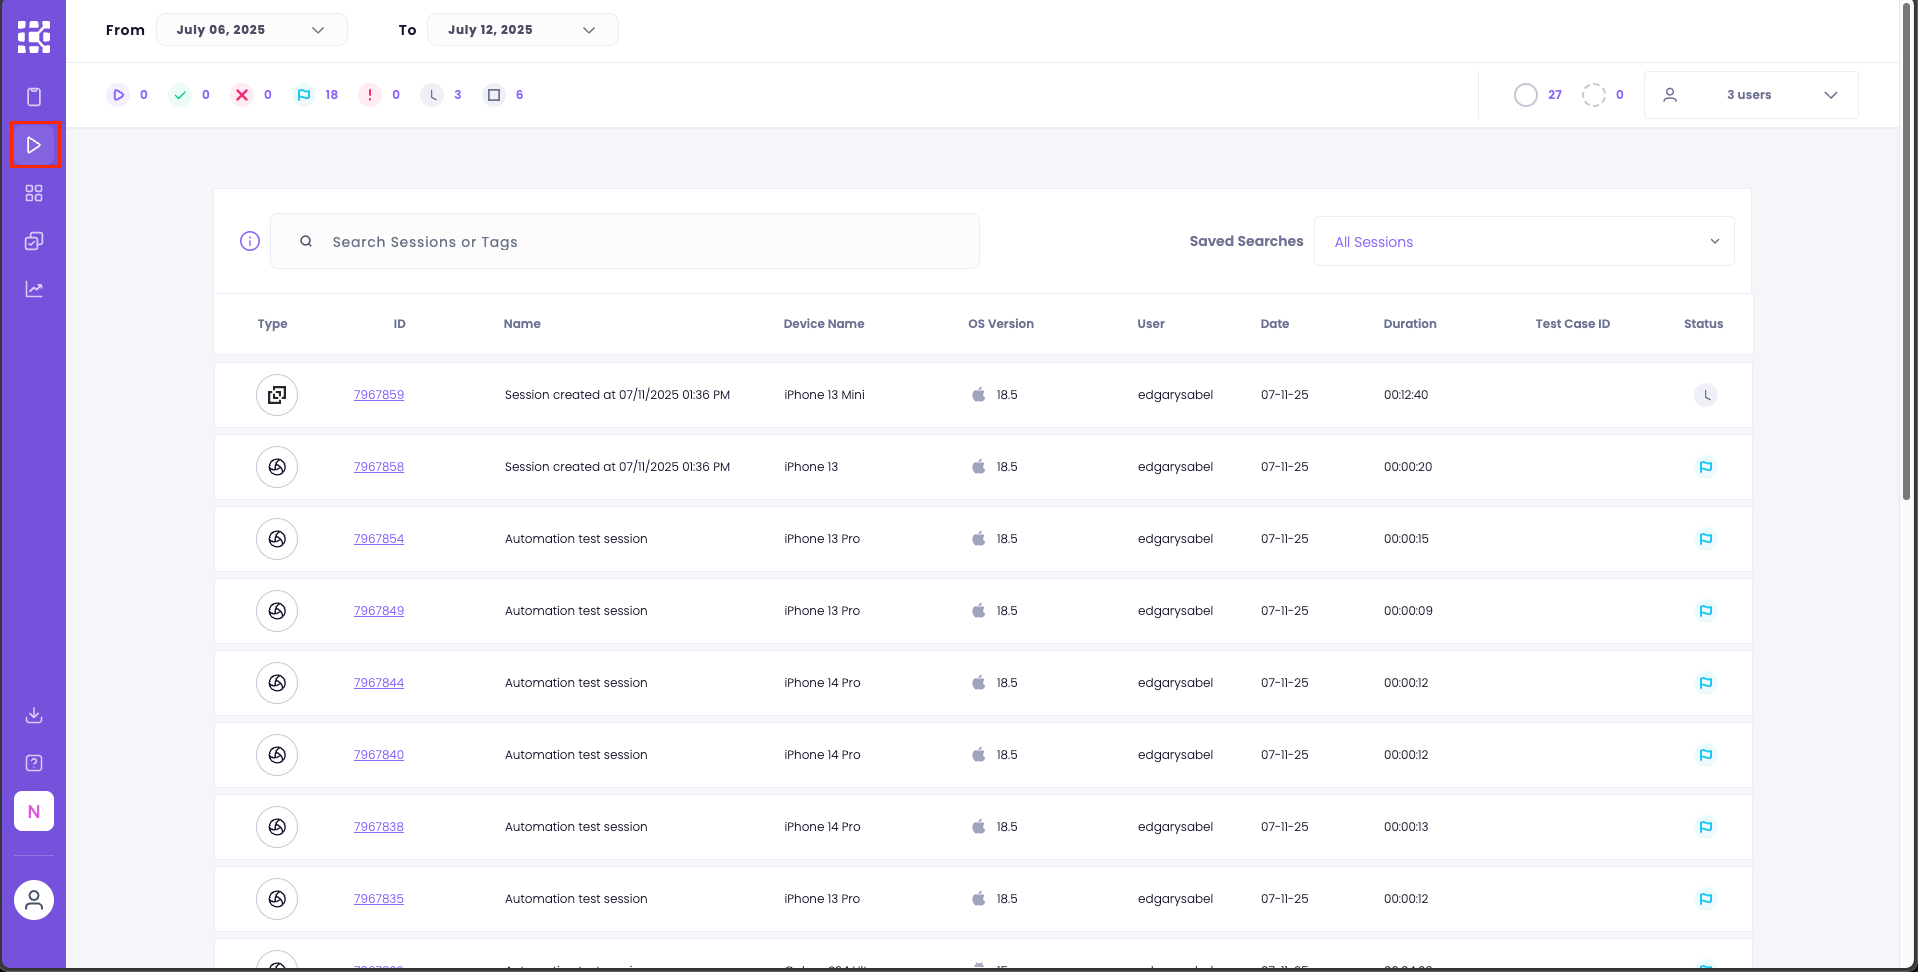 From July 06, 2025 To July 12, 2025
0 0 0 18 0 3 6 27 0 3 users
Search Sessions or Tags Saved Searches All Sessions
Type ID Name Device Name OS Version User Date Duration Test Case ID Status
7967859 Session created at 07/11/2025 01:36 PM iPhone 13 Mini 18.5 edgarysabel 07-11-25 00:12:40
7967858 Session created at 07/11/2025 01:36 PM iPhone 13 18.5 edgarysabel 07-11-25 00:00:20
7967854 Automation test session iPhone 13 Pro 18.5 edgarysabel 07-11-25 00:00:15
7967849 Automation test session iPhone 13 Pro 18.5 edgarysabel 07-11-25 00:00:09
7967844 Automation test session iPhone 14 Pro 18.5 edgarysabel 07-11-25 00:00:12
7967840 Automation test session iPhone 14 Pro 18.5 edgarysabel 07-11-25 00:00:12
N
7967838 Automation test session iPhone 14 Pro 18.5 edgarysabel 07-11-25 00:00:13
7967835 Automation test session iPhone 13 Pro 18.5 edgarysabel 07-11-25 00:00:12